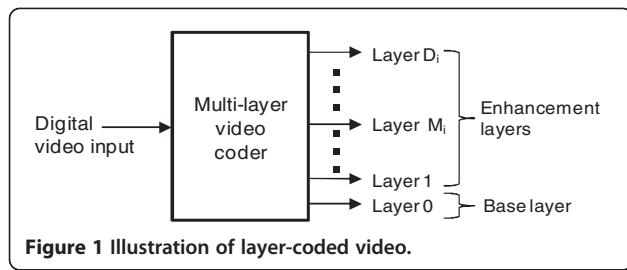 Digital
video input
Multi-layer
video
coder
Layer Dᵢ
Layer Mᵢ
Layer 1
Layer 0
Enhancement
layers
Base layer
Figure 1 Illustration of layer-coded video.